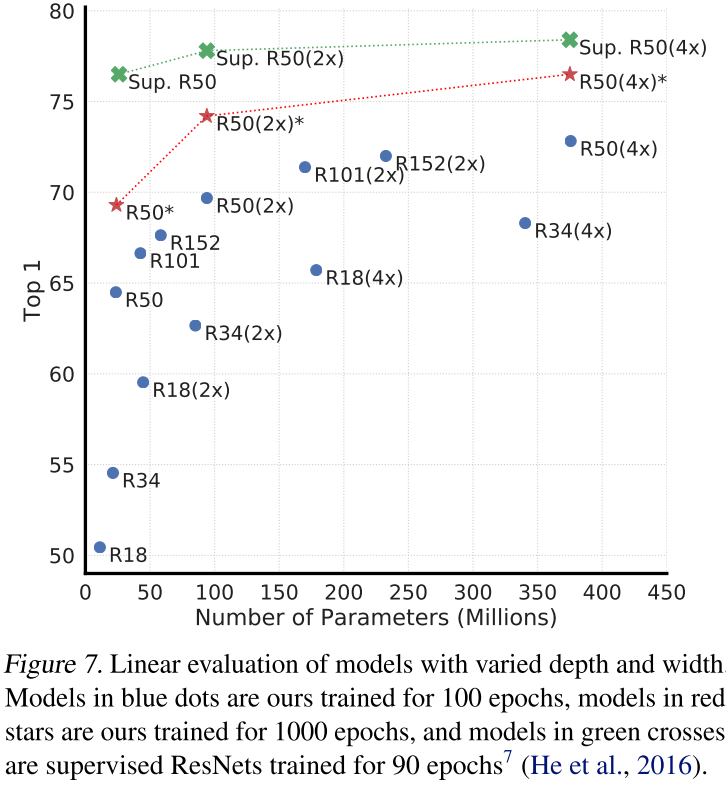 80
75
70
65
60
55
50
Top 1
Sup. R50
Sup. R50(2x)
Sup. R50(4x)
R50(4x)*
R50(2x)*
R50(4x)
R152(2x)
R101(2x)
R50*
R50(2x)
R34(4x)
R152
R101
R18(4x)
R50
R34(2x)
R18(2x)
R34
R18
0 50 100 150 200 250 300 350 400 450
Number of Parameters (Millions)
Figure 7. Linear evaluation of models with varied depth and width.
Models in blue dots are ours trained for 100 epochs, models in red
stars are ours trained for 1000 epochs, and models in green crosses
are supervised ResNets trained for 90 epochs7 (He et al., 2016).